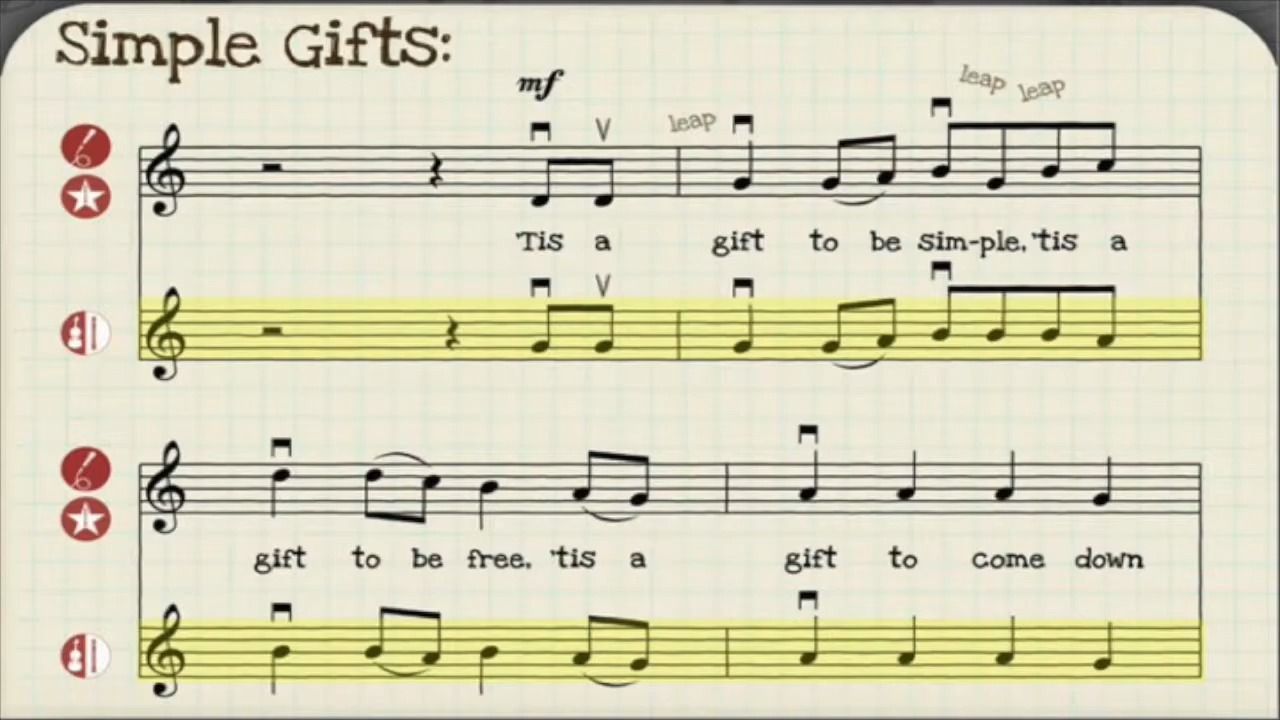 Simple Gifts:
mf
leap leap leap
'Tis a gift to be sim-ple, 'tis a
gift to be free, 'tis a gift to come down